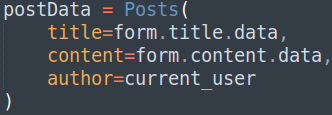 postData = Posts(
    title=form.title.data,
    content=form.content.data,
    author=current_user
)